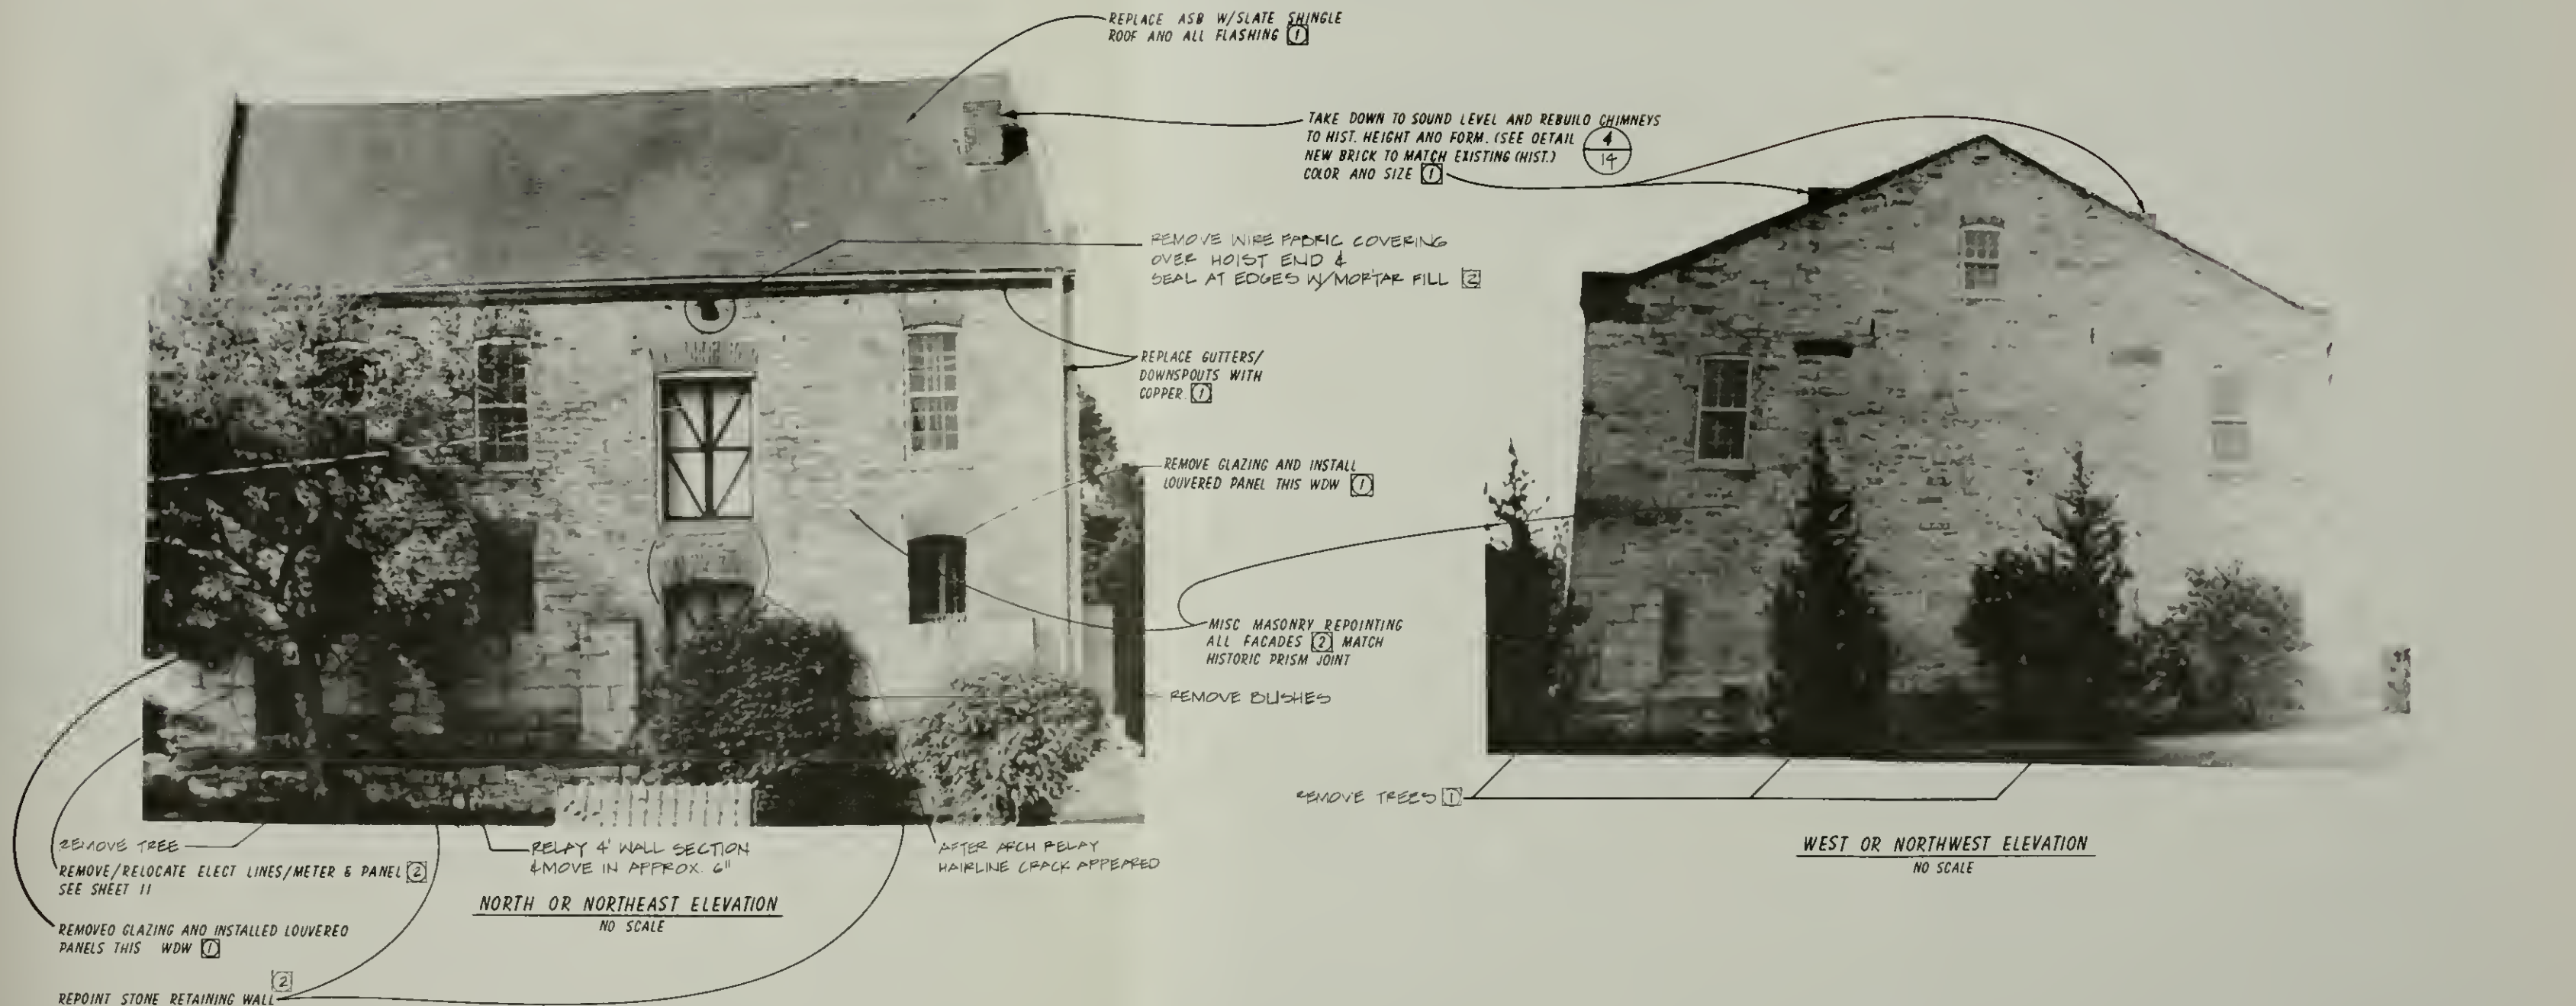 REPLACE ASB W/SLATE SHINGLE
ROOF AND ALL FLASHING 1
TAKE DOWN TO SOUND LEVEL AND REBUILD CHIMNEYS
TO HIST. HEIGHT AND FORM. (SEE DETAIL 4
14
NEW BRICK TO MATCH EXISTING (HIST.)
COLOR AND SIZE 1
REMOVE WIRE FABRIC COVERING
OVER HOIST END &
SEAL AT EDGES W/MORTAR FILL 2
REPLACE GUTTERS/
DOWNSPOUTS WITH
COPPER 1
REMOVE GLAZING AND INSTALL
LOUVERED PANEL THIS WDW 1
MISC MASONRY REPOINTING
ALL FACADES 2 MATCH
HISTORIC PRISM JOINT
REMOVE BUSHES
REMOVE TREES 1
WEST OR NORTHWEST ELEVATION
NO SCALE
REMOVE TREE
REMOVE/RELOCATE ELECT LINES/METER & PANEL 2
SEE SHEET 11
RELAY 4' WALL SECTION
& MOVE IN APPROX. 6"
AFTER ARCH RELAY
HAIRLINE CRACK APPEARED
NORTH OR NORTHEAST ELEVATION
NO SCALE
REMOVED GLAZING AND INSTALLED LOUVERED
PANELS THIS WDW 1
2
REPOINT STONE RETAINING WALL